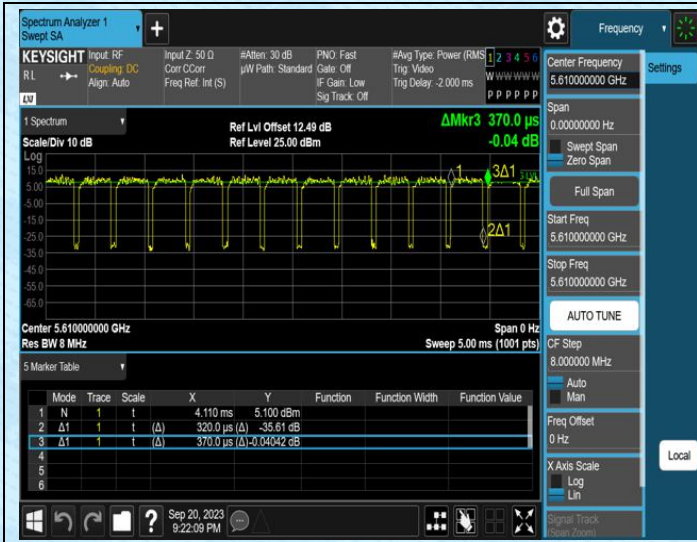 Spectrum Analyzer 1
Swept SA
Frequency
KEYSIGHT
Input: RF
Input Z: 50 Ω
#Atten: 30 dB
PNO: Fast
#Avg Type: Power (RMS
1 2 3 4 5 6
R L
Coupling: DC
Corr CCorr
µW Path: Standard
Gate: Off
Trig: Video
W W W W W W
Align: Auto
Freq Ref: Int (S)
IF Gain: Low
Trig Delay: -2.000 ms
Sig Track: Off
P P P P P P
1 Spectrum
Ref Lvl Offset 12.49 dB
ΔMkr3 370.0 µs
Scale/Div 10 dB
Ref Level 25.00 dBm
-0.04 dB
Log
15.0
5.00
-5.00
-15.0
-25.0
-35.0
-45.0
-55.0
-65.0
1
3Δ1
2Δ1
Center 5.610000000 GHz
Span 0 Hz
Res BW 8 MHz
Sweep 5.00 ms (1001 pts)
5 Marker Table
Mode Trace Scale X Y Function Function Width Function Value
1 N 1 t 4.110 ms 5.100 dBm
2 Δ1 1 t (Δ) 320.0 µs (Δ) -35.61 dB
3 Δ1 1 t (Δ) 370.0 µs (Δ) -0.04042 dB
4
5
6
Sep 20, 2023
9:22:09 PM
Center Frequency
5.610000000 GHz
Settings
Span
0.00000000 Hz
Swept Span
Zero Span
Full Span
Start Freq
5.610000000 GHz
Stop Freq
5.610000000 GHz
AUTO TUNE
CF Step
8.000000 MHz
Auto
Man
Freq Offset
0 Hz
Local
X Axis Scale
Log
Lin
Signal Track
(Span Zoom)